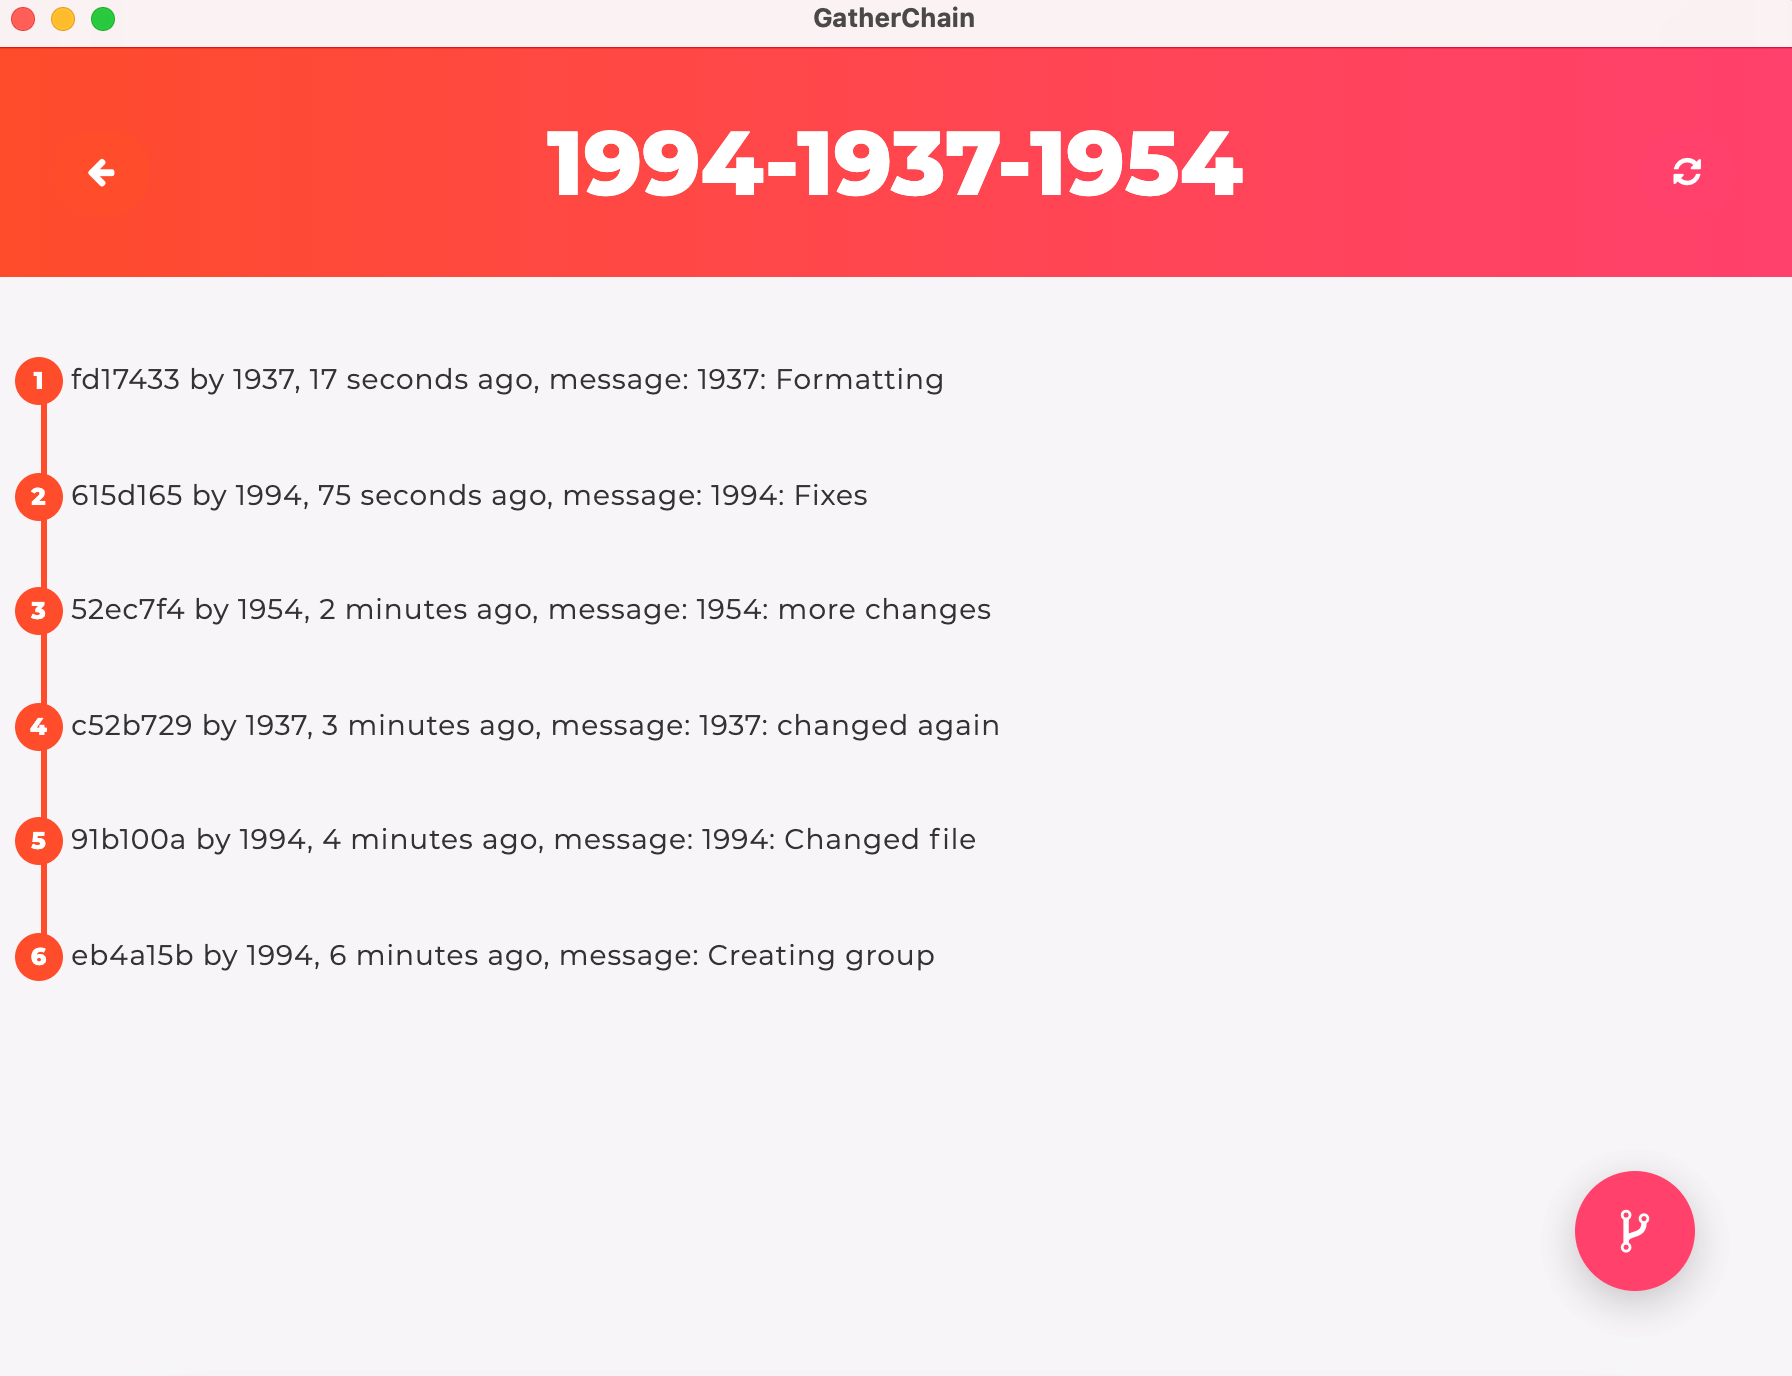 GatherChain
1994-1937-1954
1 fd17433 by 1937, 17 seconds ago, message: 1937: Formatting
2 615d165 by 1994, 75 seconds ago, message: 1994: Fixes
3 52ec7f4 by 1954, 2 minutes ago, message: 1954: more changes
4 c52b729 by 1937, 3 minutes ago, message: 1937: changed again
5 91b100a by 1994, 4 minutes ago, message: 1994: Changed file
6 eb4a15b by 1994, 6 minutes ago, message: Creating group